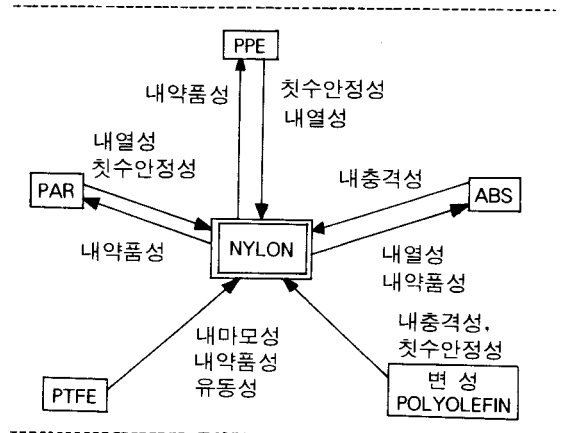 PPE
내약품성
칫수안정성
내열성
내열성
칫수안정성
PAR
내충격성
ABS
내약품성
NYLON
내열성
내약품성
내마모성
내약품성
유동성
내충격성,
칫수안정성
PTFE
변 성
POLYOLEFIN